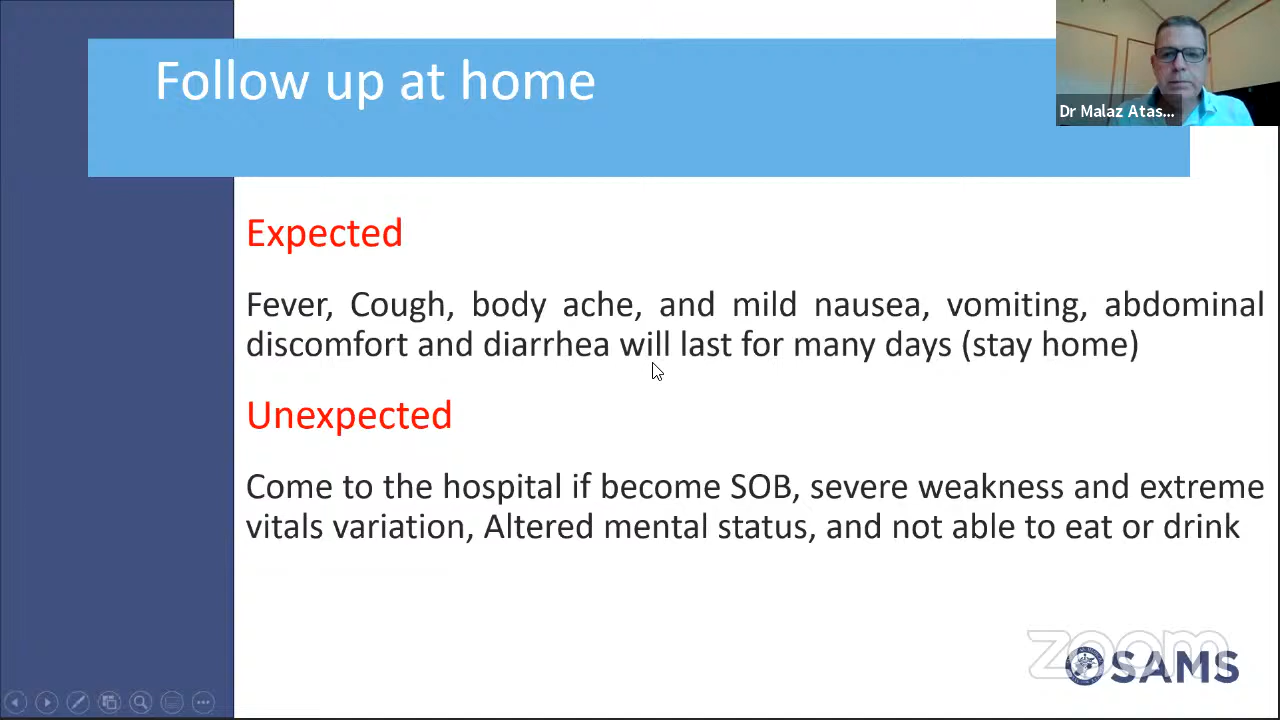 Follow up at home
Dr Malaz Atas...
Expected
Fever, Cough, body ache, and mild nausea, vomiting, abdominal
discomfort and diarrhea will last for many days (stay home)
Unexpected
Come to the hospital if become SOB, severe weakness and extreme
vitals variation, Altered mental status, and not able to eat or drink
zoom
SAMS